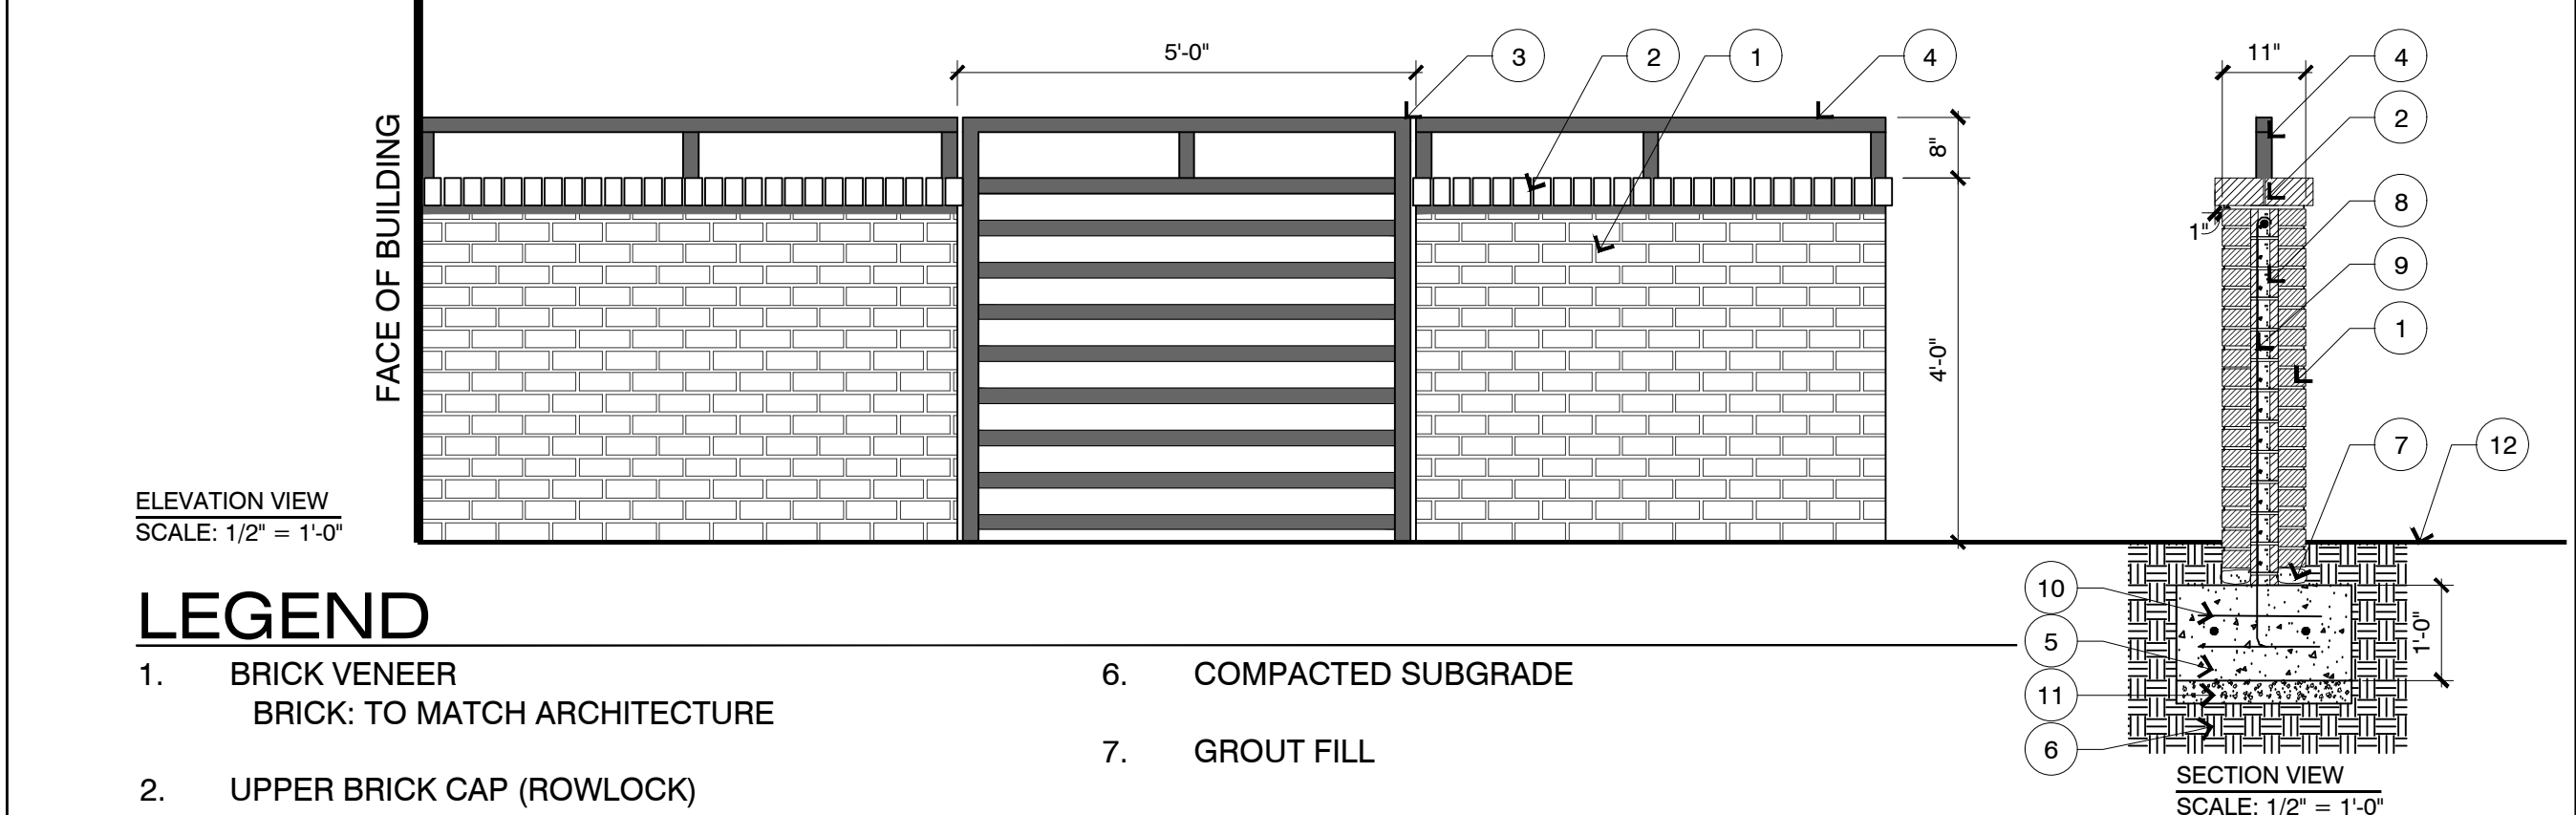 5'-0"
3
2
1
4
8"
4'-0"
FACE OF BUILDING
ELEVATION VIEW
SCALE: 1/2" = 1'-0"
11"
4
2
8
1"
9
1
7
12
10
5
11
6
1'-0"
SECTION VIEW
SCALE: 1/2" = 1'-0"
LEGEND
1. BRICK VENEER
BRICK: TO MATCH ARCHITECTURE
2. UPPER BRICK CAP (ROWLOCK)
6. COMPACTED SUBGRADE
7. GROUT FILL